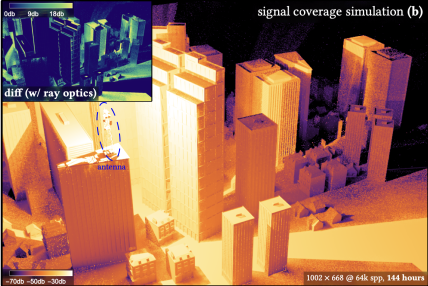 0db 9db 18db
signal coverage simulation (b)
diff (w/ ray optics)
antenna
−70db −50db −30db
1002 × 668 @ 64k spp, 144 hours